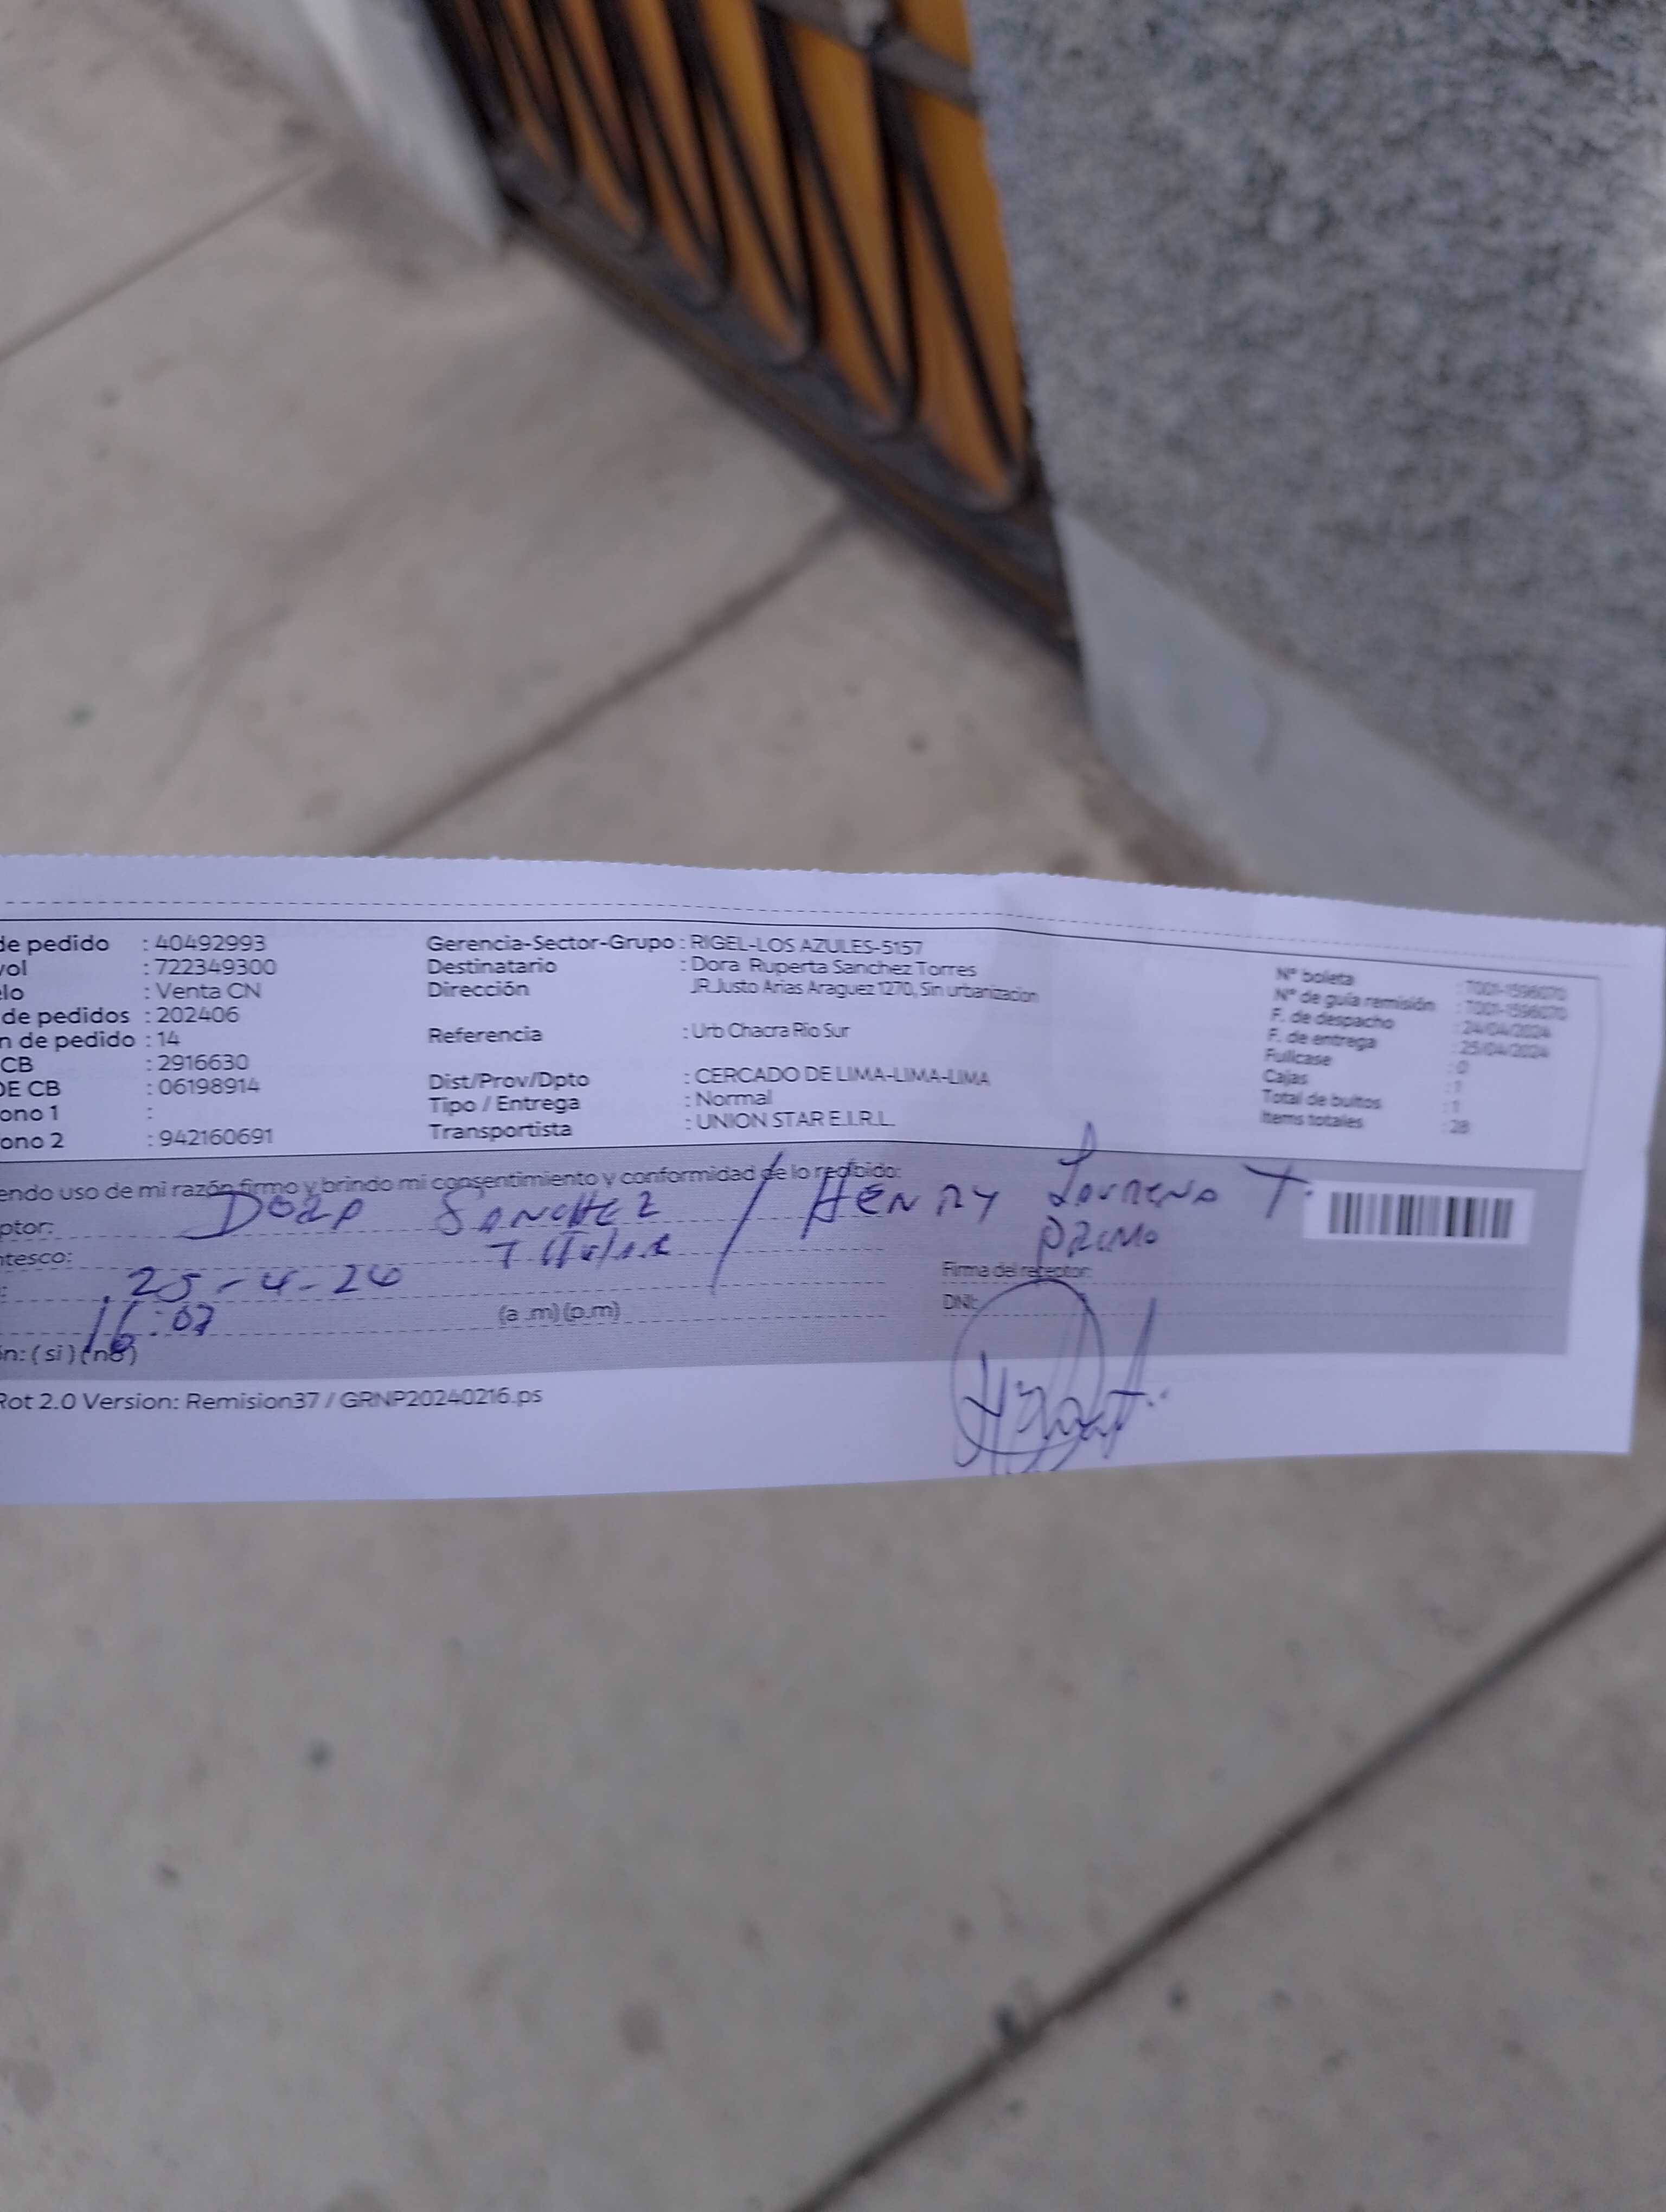 de pedido : 40492993 Gerencia-Sector-Grupo : RIGEL-LOS AZULES-5157
vol : 722349300 Destinatario : Dora Ruperta Sanchez Torres Nº boleta : T001-1596070
elo : Venta CN Dirección JR.Justo Arias Araguez 1270, Sin urbanizacion Nº de guía remisión : T001-1596070
de pedidos : 202406 F. de despacho : 24/04/2024
n de pedido : 14 Referencia : Urb Chacra Rio Sur F. de entrega : 25/04/2024
CB : 2916630 Fullcase : 0
DE CB : 06198914 Dist/Prov/Dpto : CERCADO DE LIMA-LIMA-LIMA Cajas : 1
ono 1 : Tipo / Entrega : Normal Total de bultos : 1
ono 2 : 942160691 Transportista : UNION STAR E.I.R.L. Items totales : 28
endo uso de mi razón firmo y brindo mi consentimiento y conformidad de lo recibido:
ptor: DORA SANCHEZ / HENRY T.
ntesco: Titular PRIMO
: 25-4-24 Firma del receptor:
16:07 (a .m) (p.m) DNI:
ón: ( si ) ( no )
Rot 2.0 Version: Remision37 / GRNP20240216.ps